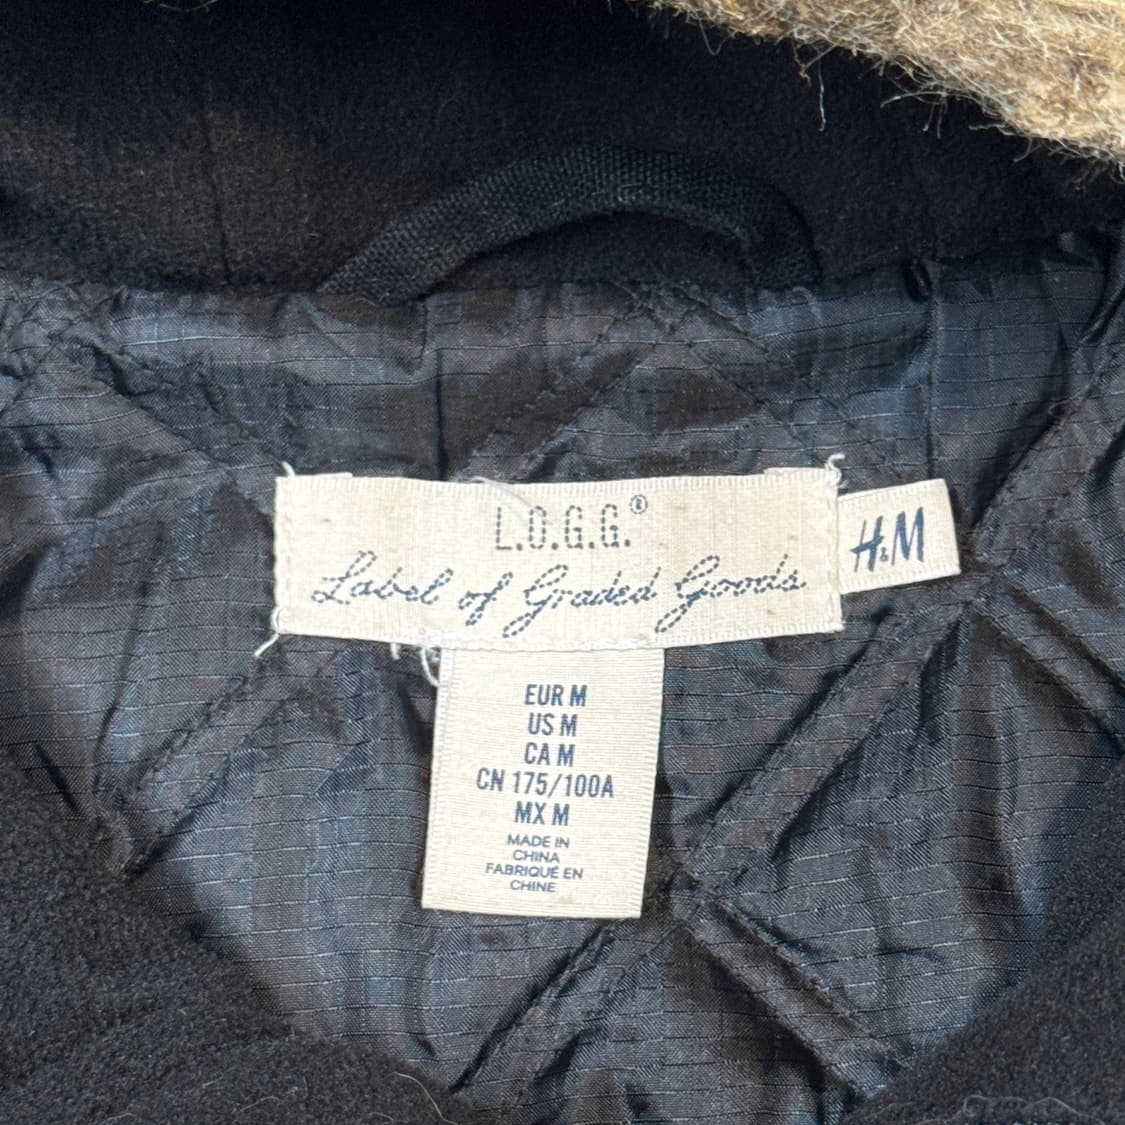 L.O.G.G.®
Label of Graded Goods
H&M
EUR M
US M
CA M
CN 175/100A
MX M
MADE IN
CHINA
FABRIQUÉ EN
CHINE